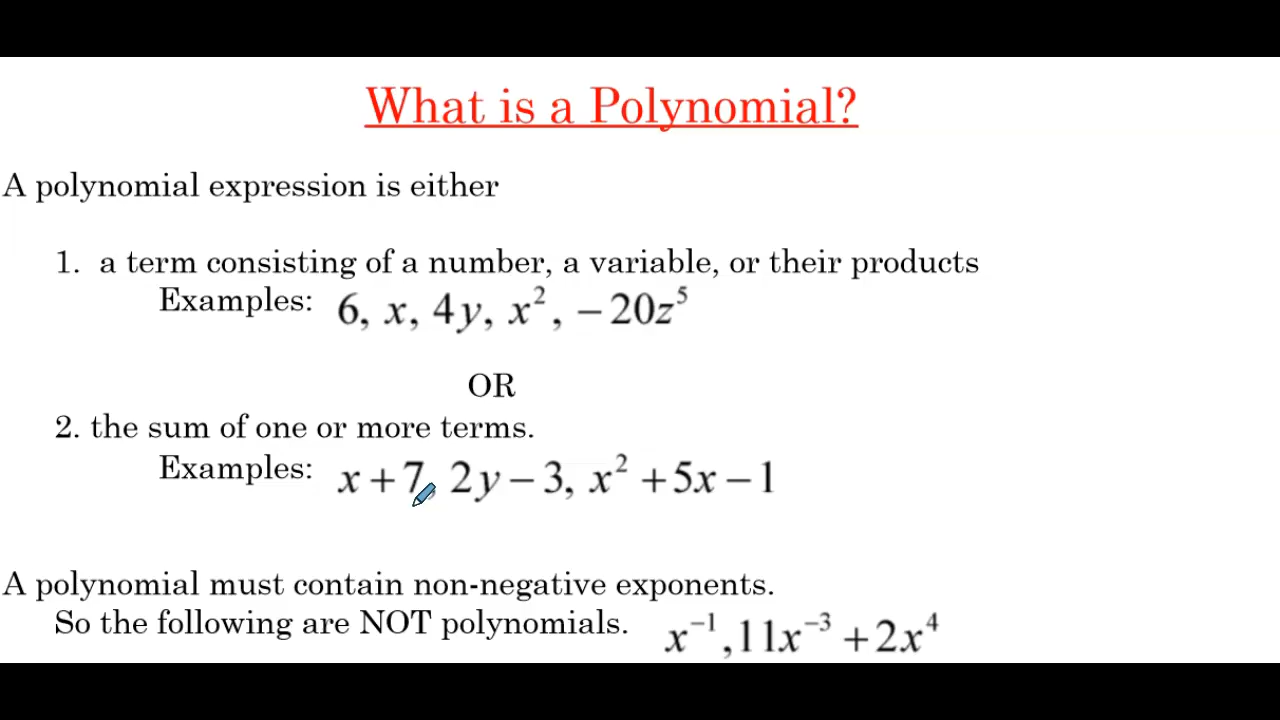 What is a Polynomial?
A polynomial expression is either
1. a term consisting of a number, a variable, or their products
Examples: 6, x, 4y, x², −20z⁵
OR
2. the sum of one or more terms.
Examples: x+7, 2y−3, x² +5x−1
A polynomial must contain non-negative exponents.
So the following are NOT polynomials. x⁻¹,11x⁻³ +2x⁴